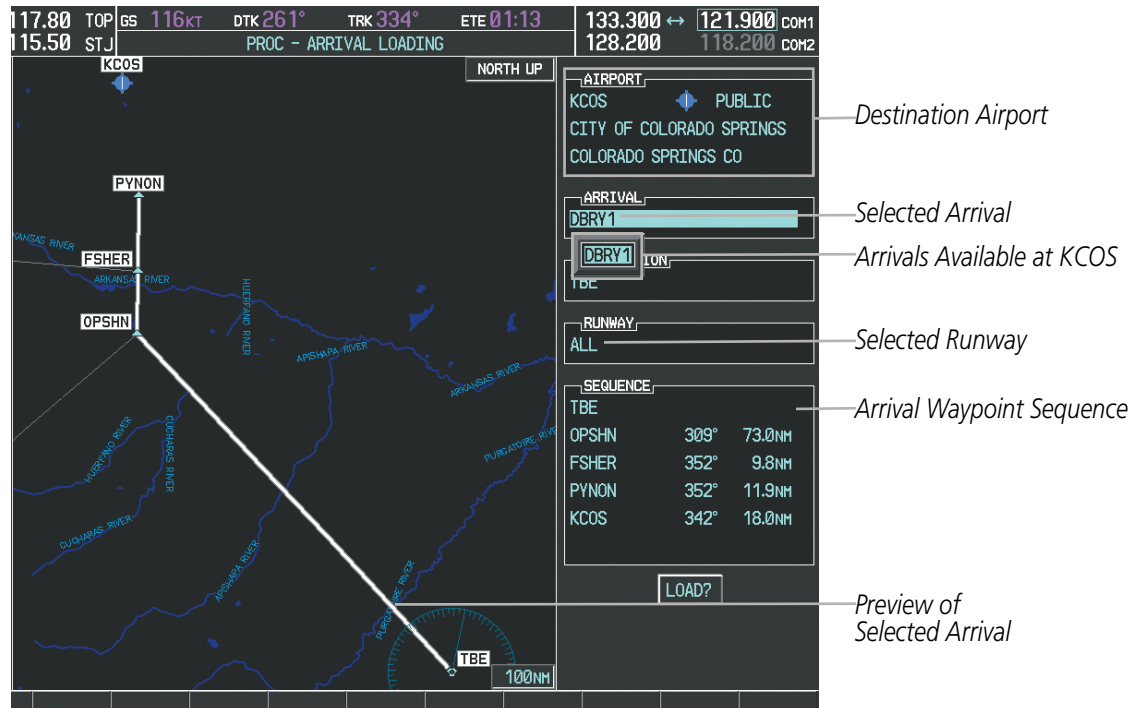 117.80 TOP GS 116KT DTK 261° TRK 334° ETE 01:13 133.300 ↔ 121.900 COM1
115.50 STJ PROC – ARRIVAL LOADING 128.200 118.200 COM2
KCOS
NORTH UP
PYNON
KANSAS RIVER
FSHER
ARKANSA RIVER
HUERFANO RIVER
OPSHN
APISHAPA RIVER
ARKANSAS RIVER
HUERFANO RIVER
CUCHARAS RIVER
PURGATOIRE RIVE
CUCHARAS RIVER
APISHAPA RIVER
PURGATOIRE RIVER
TBE
100NM
AIRPORT
KCOS PUBLIC
CITY OF COLORADO SPRINGS
COLORADO SPRINGS CO
Destination Airport
ARRIVAL
DBRY1
Selected Arrival
DBRY1
ION
Arrivals Available at KCOS
TBE
RUNWAY
ALL
Selected Runway
SEQUENCE
TBE
Arrival Waypoint Sequence
OPSHN 309° 73.0NM
FSHER 352° 9.8NM
PYNON 352° 11.9NM
KCOS 342° 18.0NM
LOAD?
Preview of
Selected Arrival